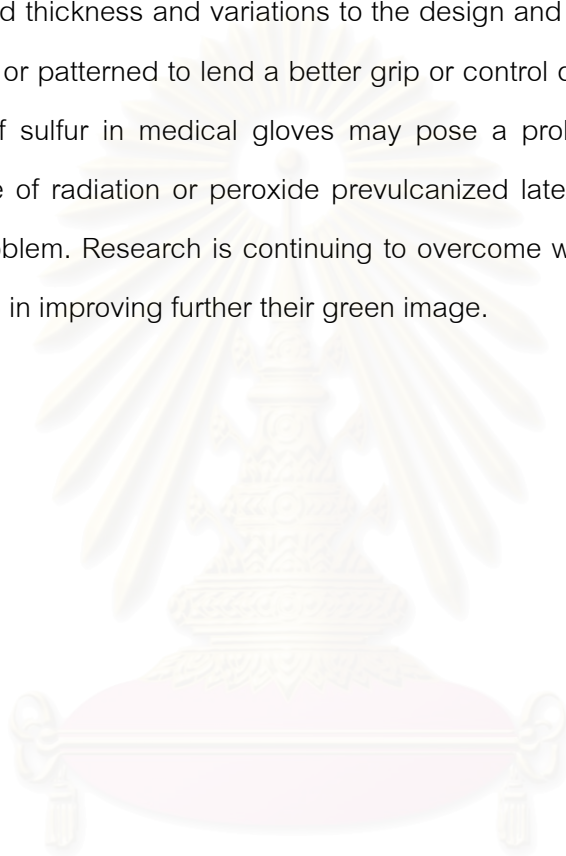 d thickness and variations to the design and
or patterned to lend a better grip or control
f sulfur in medical gloves may pose a
of radiation or peroxide prevulcanized
blem. Research is continuing to overcome
in improving further their green image.